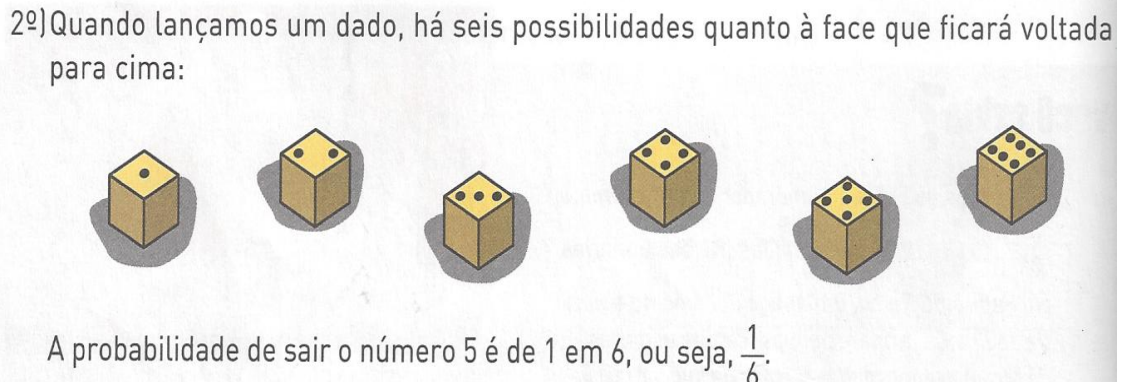 2º) Quando lançamos um dado, há seis possibilidades quanto à face que ficará voltada
para cima:
A probabilidade de sair o número 5 é de 1 em 6, ou seja, 1/6.